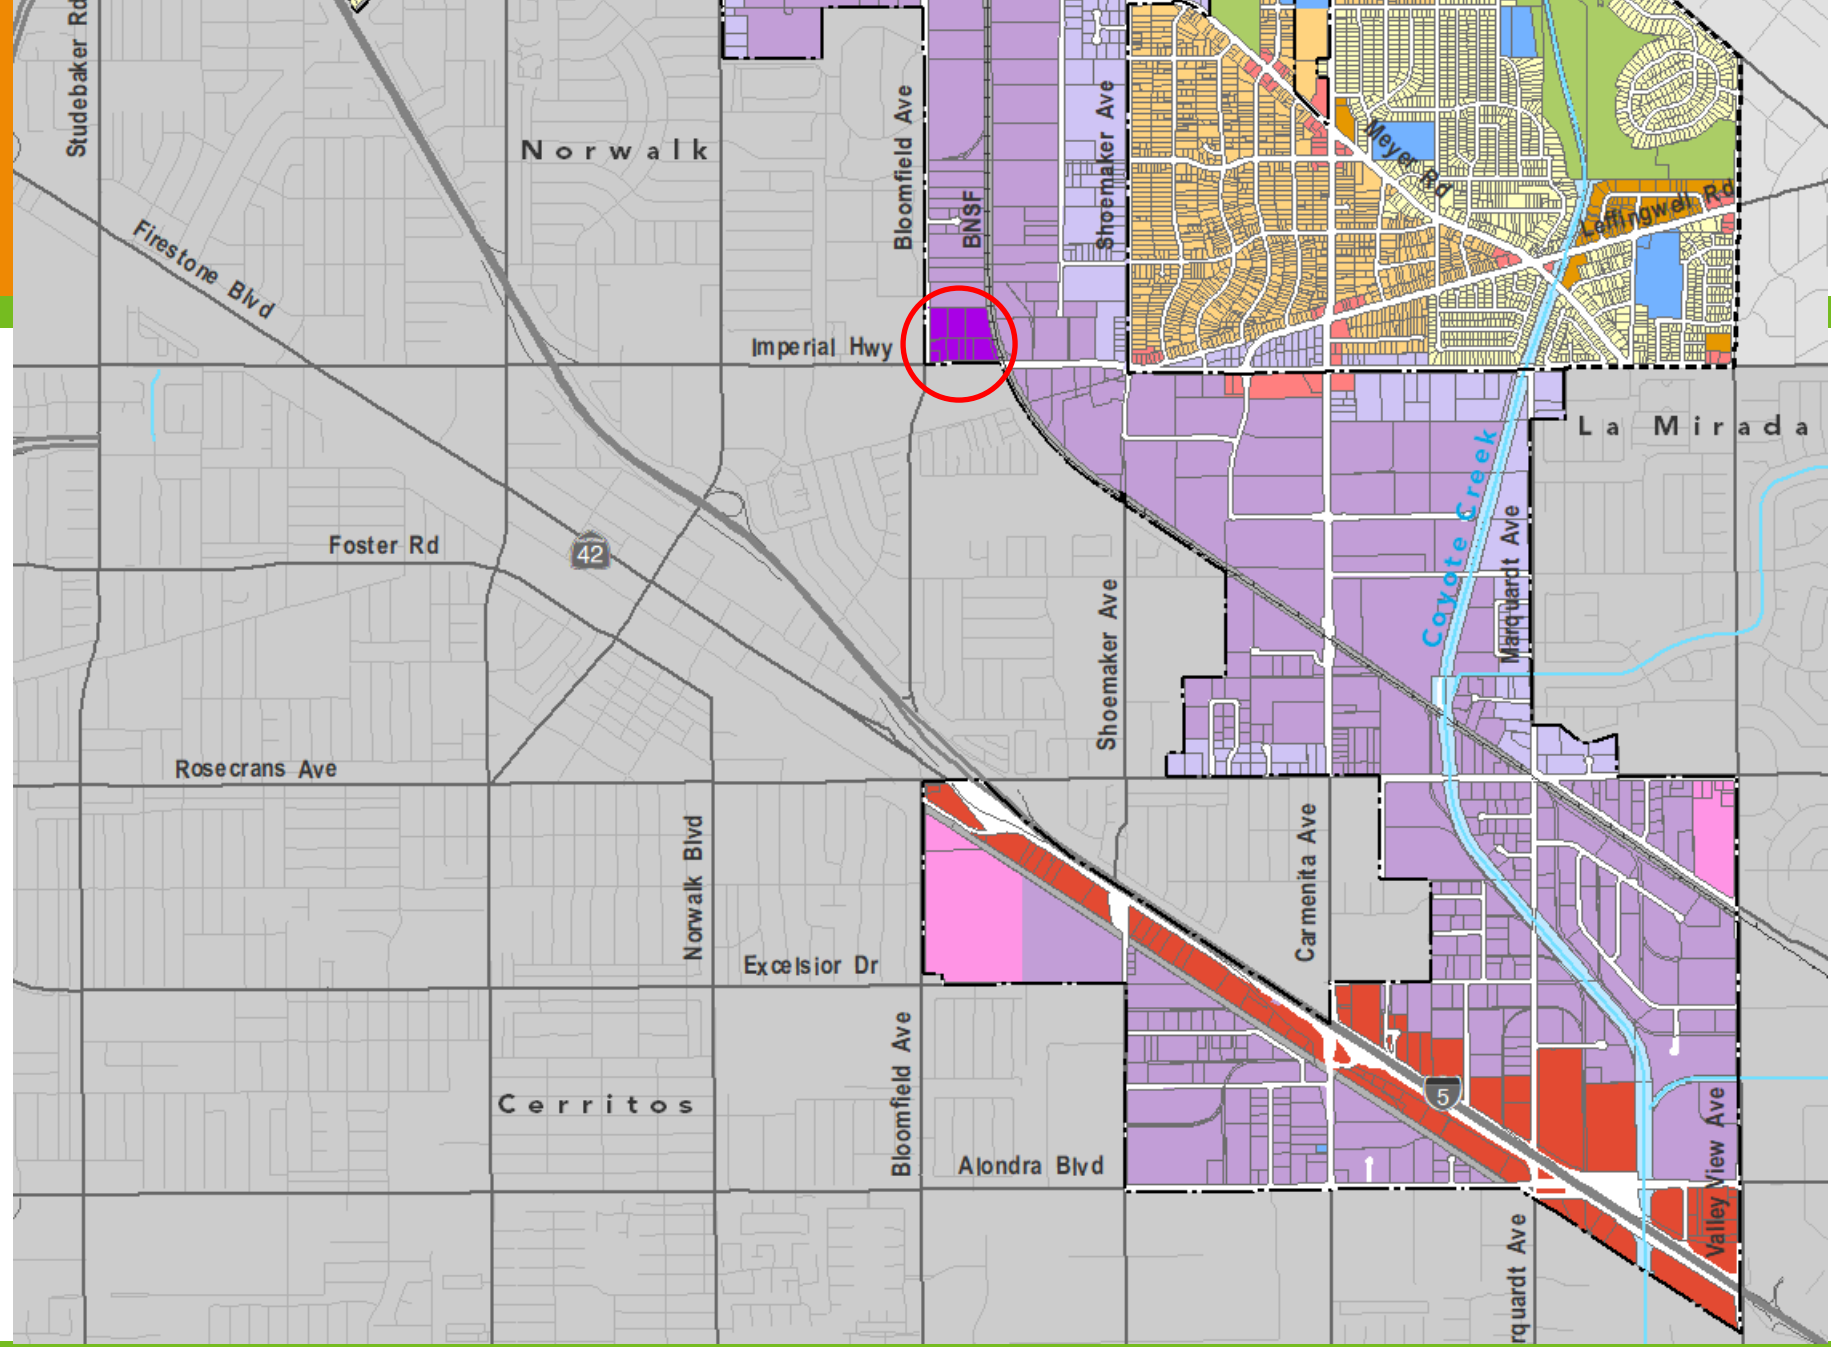 Studebaker Rd
Norwalk
Bloomfield Ave
BNSF
Shoemaker Ave
Meyer Rd
Leffingwell Rd
Firestone Blvd
Imperial Hwy
La Mirada
Coyote Creek
Marquardt Ave
Foster Rd
42
Shoemaker Ave
Rosecrans Ave
Norwalk Blvd
Carmenita Ave
Excelsior Dr
Bloomfield Ave
5
Cerritos
Alondra Blvd
Valley View Ave
rquardt Ave